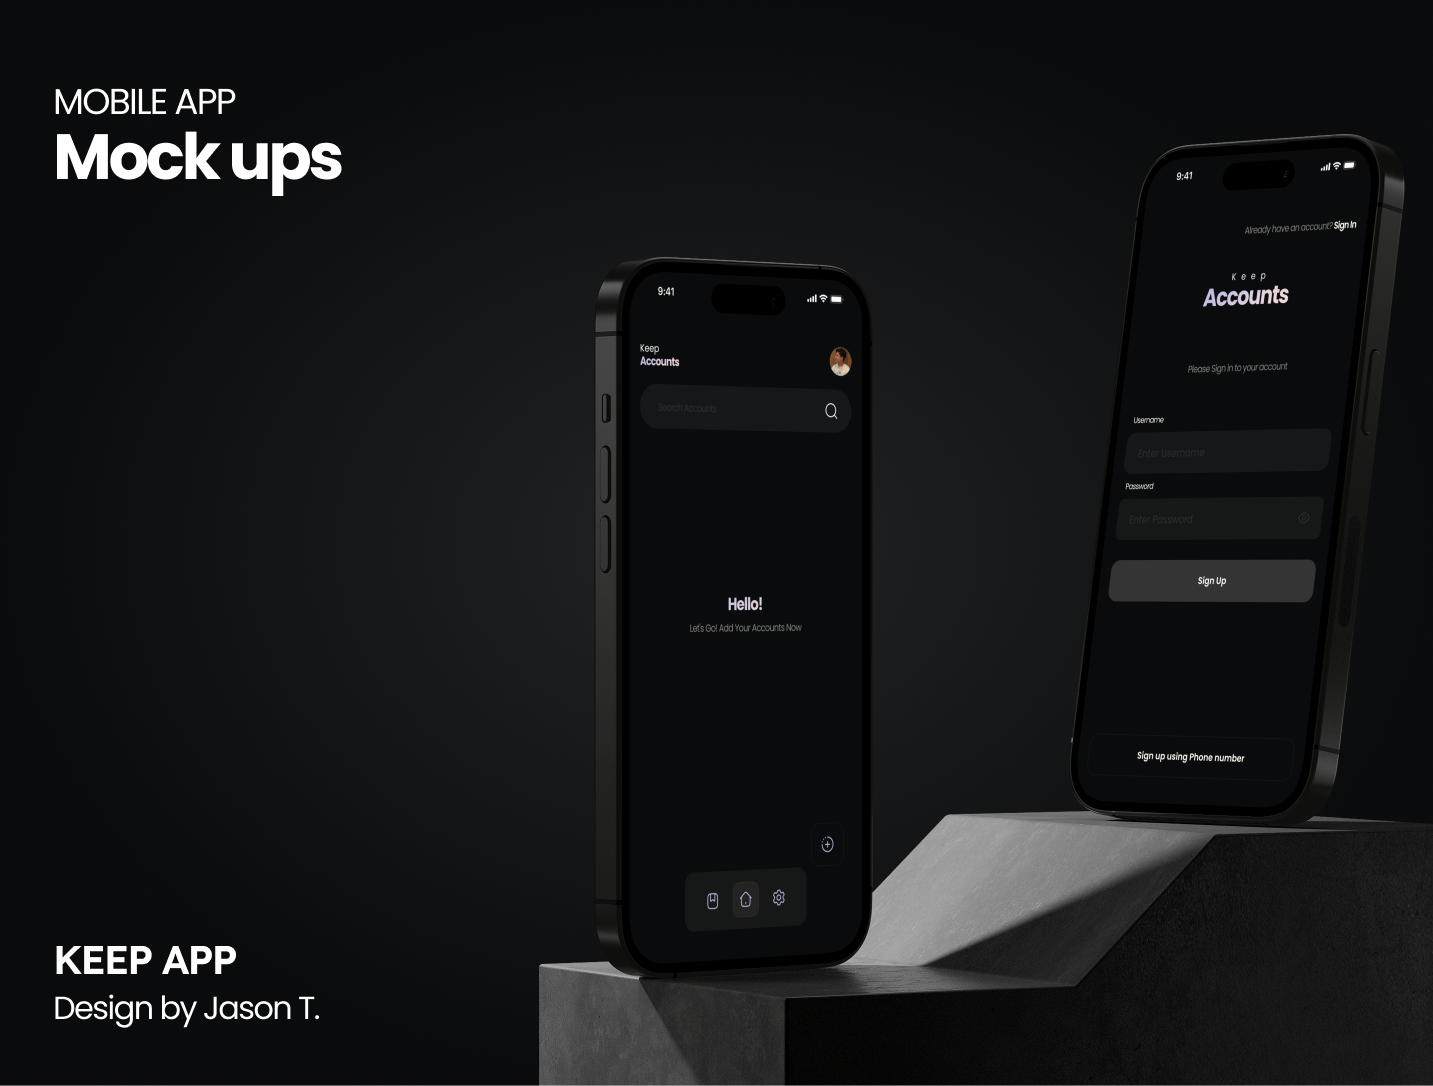 MOBILE APP
Mock ups
9:41
Keep
Accounts
Search Accounts
Hello!
Let's Go! Add Your Accounts Now
9:41
Already have an account? Sign In
Keep
Accounts
Please Sign in to your account
Username
Enter Username
Password
Enter Password
Sign Up
Sign up using Phone number
KEEP APP
Design by Jason T.